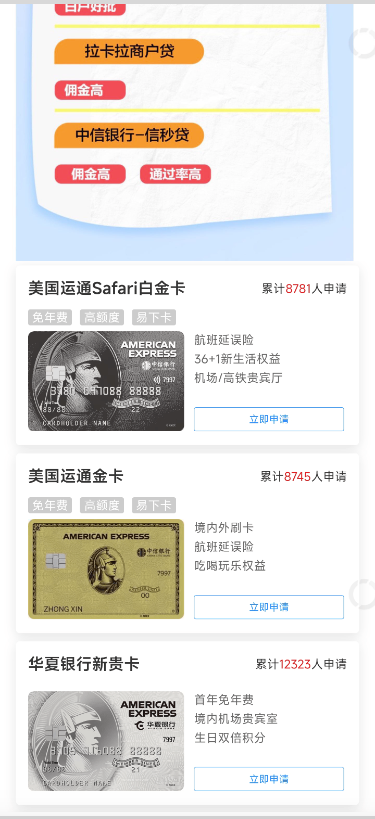 白户好批
拉卡拉商户贷
佣金高
中信银行-信秒贷
佣金高 通过率高
美国运通Safari白金卡 累计8781人申请
免年费 高额度 易下卡
AMERICAN
EXPRESS
中信银行
7997
3780 011088 88888
88/88 22
CARDHOLDER NAME
航班延误险
36+1新生活权益
机场/高铁贵宾厅
立即申请
美国运通金卡 累计8745人申请
免年费 高额度 易下卡
AMERICAN EXPRESS
中信银行
7997
00
ZHONG XIN
境内外刷卡
航班延误险
吃喝玩乐权益
立即申请
华夏银行新贵卡 累计12323人申请
AMERICAN
EXPRESS
华夏银行
7997
88888
21
CARDHOLDER NAME
首年免年费
境内机场贵宾室
生日双倍积分
立即申请